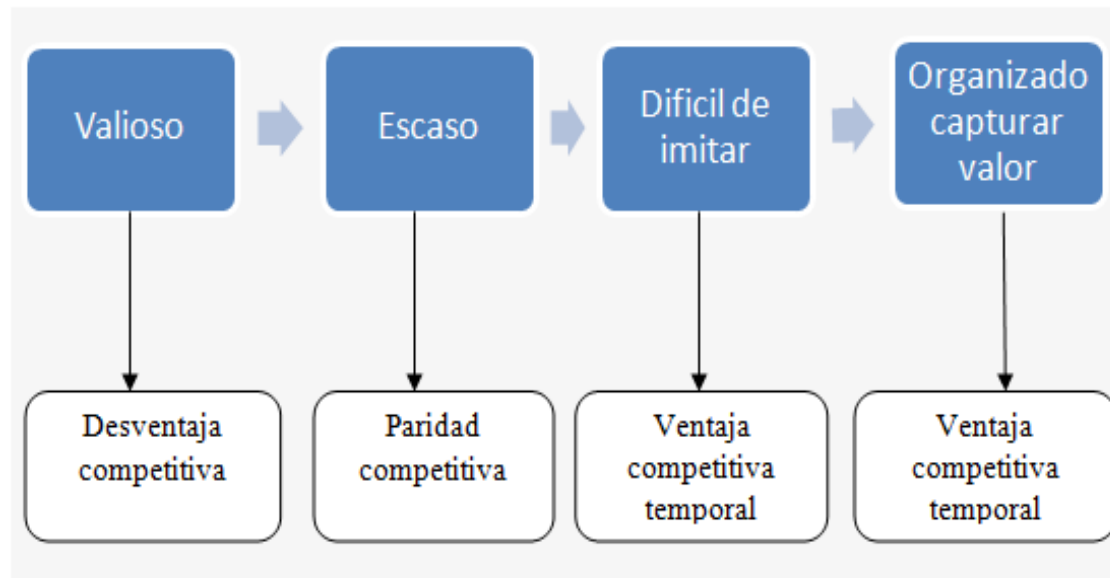 Valioso
Escaso
Dificil de
imitar
Organizado
capturar
valor
Desventaja
competitiva
Paridad
competitiva
Ventaja
competitiva
temporal
Ventaja
competitiva
temporal